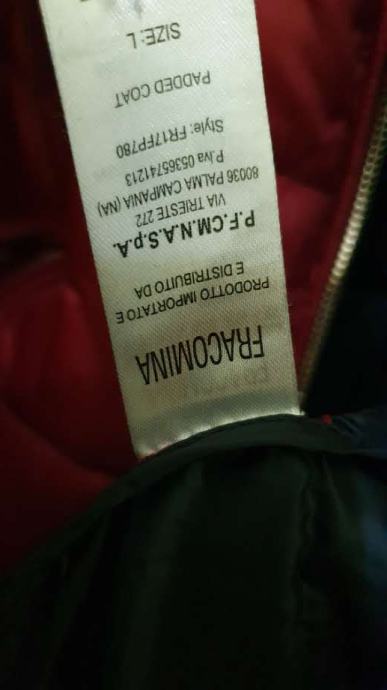 FRACOMINA
PRODOTTO IMPORTATO E
E DISTRIBUITO DA
P.F.CM.N.A.S.p.A.
VIA TRIESTE 272
80036 PALMA CAMPANIA (NA)
P.Iva 05365741213
Style: FR17FP780
PADDED COAT
SIZE: L